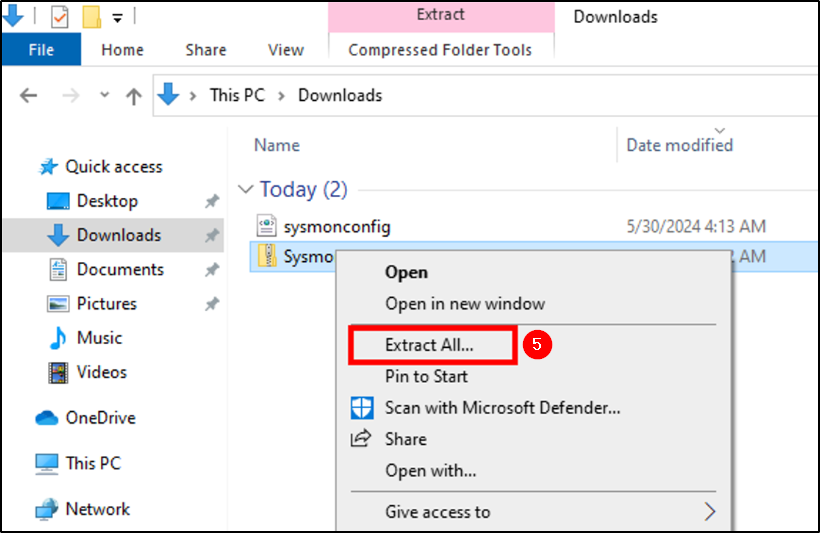 Extract
Downloads
File
Home
Share
View
Compressed Folder Tools
This PC
Downloads
Name
Date modified
Quick access
Desktop
Downloads
Documents
Pictures
Music
Videos
OneDrive
This PC
Network
Today (2)
sysmonconfig
5/30/2024 4:13 AM
Sysmo
AM
Open
Open in new window
Extract All...
5
Pin to Start
Scan with Microsoft Defender...
Share
Open with...
Give access to